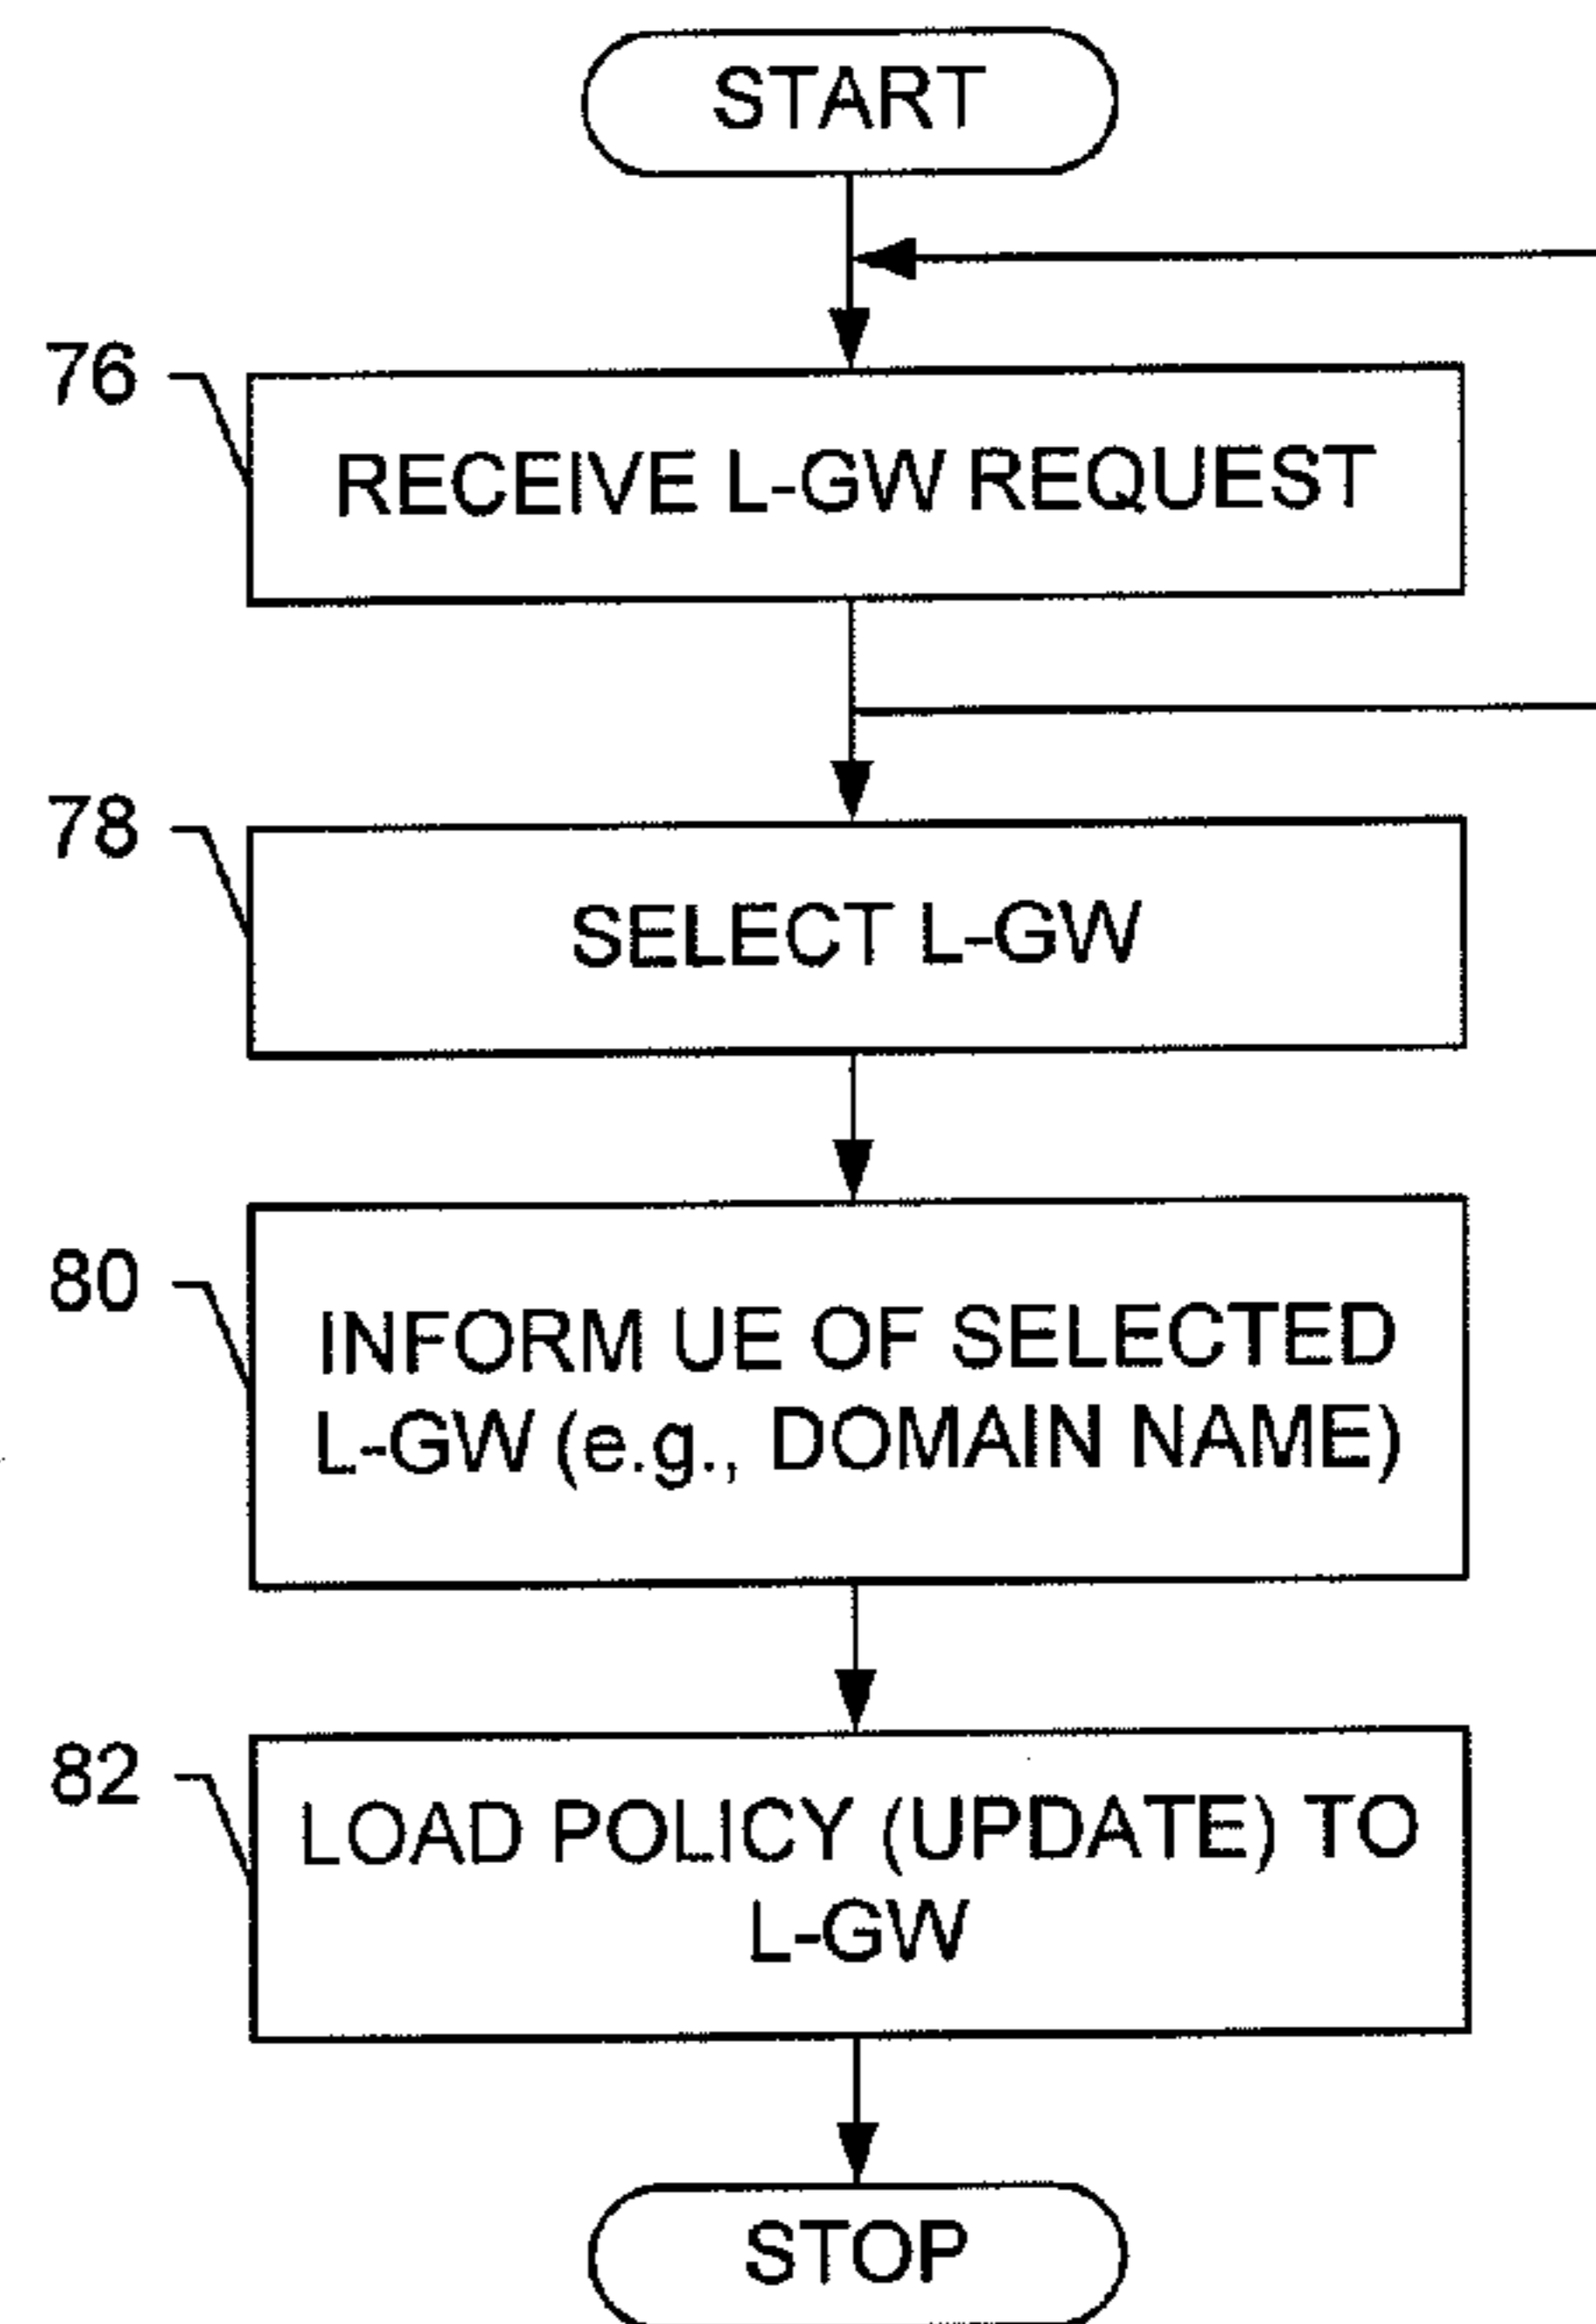 START
76
RECEIVE L-GW REQUEST
78
SELECT L-GW
80
INFORM UE OF SELECTED
L-GW (e.g., DOMAIN NAME)
82
LOAD POLICY (UPDATE) TO
L-GW
STOP